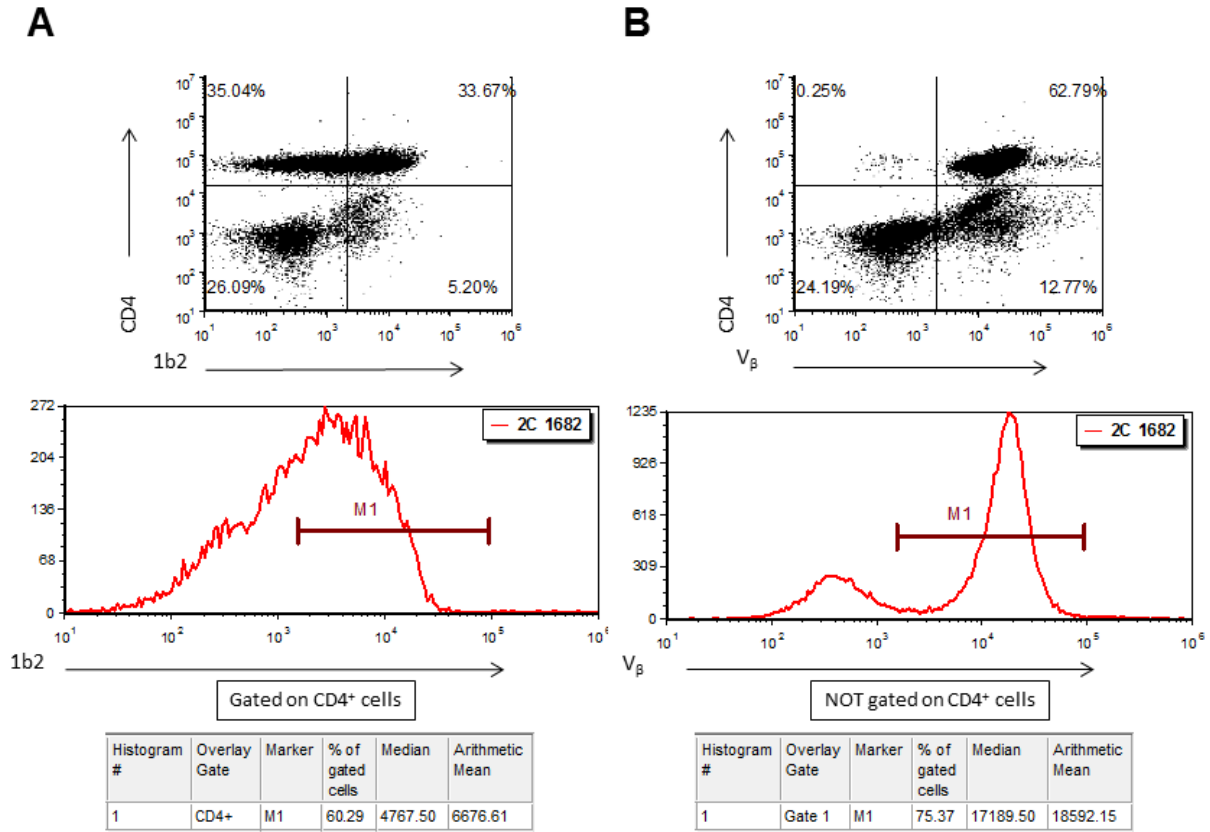 A
B
10⁷
10⁶
10⁵
10⁴
10³
10²
10¹
35.04%
33.67%
26.09%
5.20%
CD4
10¹ 10² 10³ 10⁴ 10⁵ 10⁶
1b2
10⁷
10⁶
10⁵
10⁴
10³
10²
10¹
0.25%
62.79%
24.19%
12.77%
CD4
10¹ 10² 10³ 10⁴ 10⁵ 10⁶
Vβ
272
204
136
68
0
2C 1682
M1
10¹ 10² 10³ 10⁴ 10⁵ 10⁶
1b2
Gated on CD4⁺ cells
1235
926
618
309
0
2C 1682
M1
10¹ 10² 10³ 10⁴ 10⁵ 10⁶
Vβ
NOT gated on CD4⁺ cells
Histogram # Overlay Gate Marker % of gated cells Median Arithmetic Mean
1 CD4+ M1 60.29 4767.50 6676.61
Histogram # Overlay Gate Marker % of gated cells Median Arithmetic Mean
1 Gate 1 M1 75.37 17189.50 18592.15